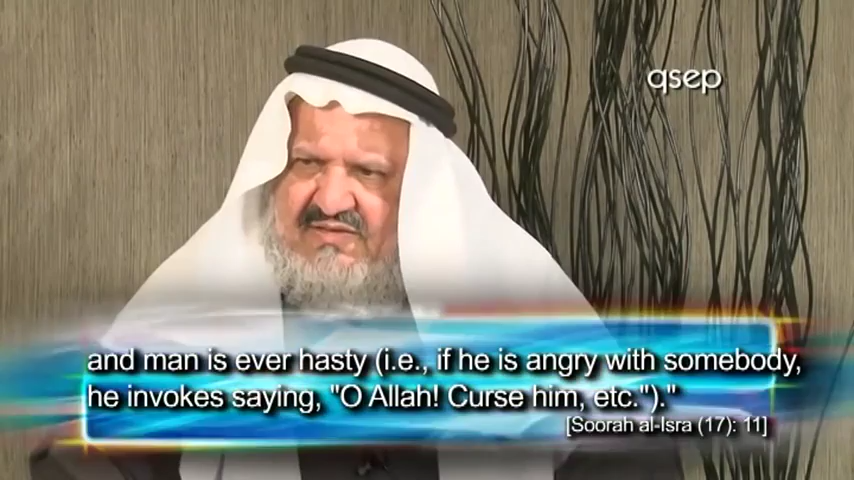 qsep
and man is ever hasty (i.e., if he is angry with somebody,
he invokes saying, "O Allah! Curse him, etc.")."
[Soorah al-Isra (17): 11]